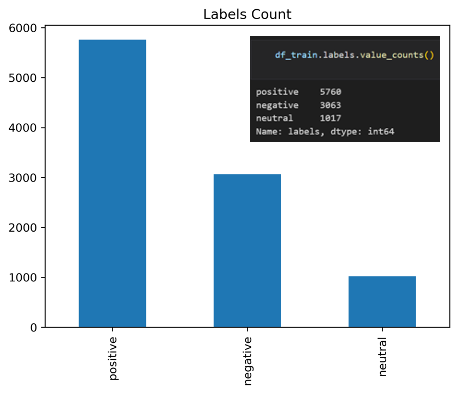 Labels Count
6000
5000
4000
3000
2000
1000
0
df_train.labels.value_counts()
positive    5760
negative    3063
neutral     1017
Name: labels, dtype: int64
positive
negative
neutral